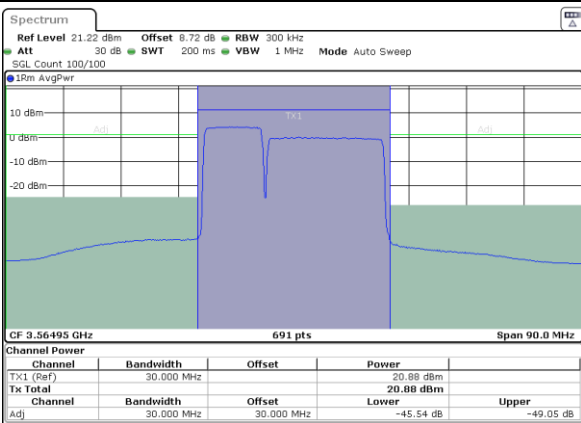 Spectrum
Ref Level 21.22 dBm Offset 8.72 dB RBW 300 kHz
Att 30 dB SWT 200 ms VBW 1 MHz Mode Auto Sweep
SGL Count 100/100
1Rm AvgPwr
10 dBm
TX1
Adj Adj
0 dBm
-10 dBm
-20 dBm
CF 3.56495 GHz 691 pts Span 90.0 MHz
Channel Power
Channel Bandwidth Offset Power
TX1 (Ref) 30.000 MHz 20.88 dBm
Tx Total 20.88 dBm
Channel Bandwidth Offset Lower Upper
Adj 30.000 MHz 30.000 MHz -45.54 dB -49.05 dB